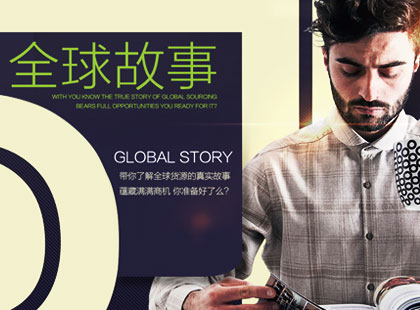 全球故事
WITH YOU KNOW THE TRUE STORY OF GLOBAL SOURCING
BEARS FULL OPPORTUNITIES YOU READY FOR IT?
GLOBAL STORY
带你了解全球货源的真实故事
蕴藏满满商机 你准备好了么?